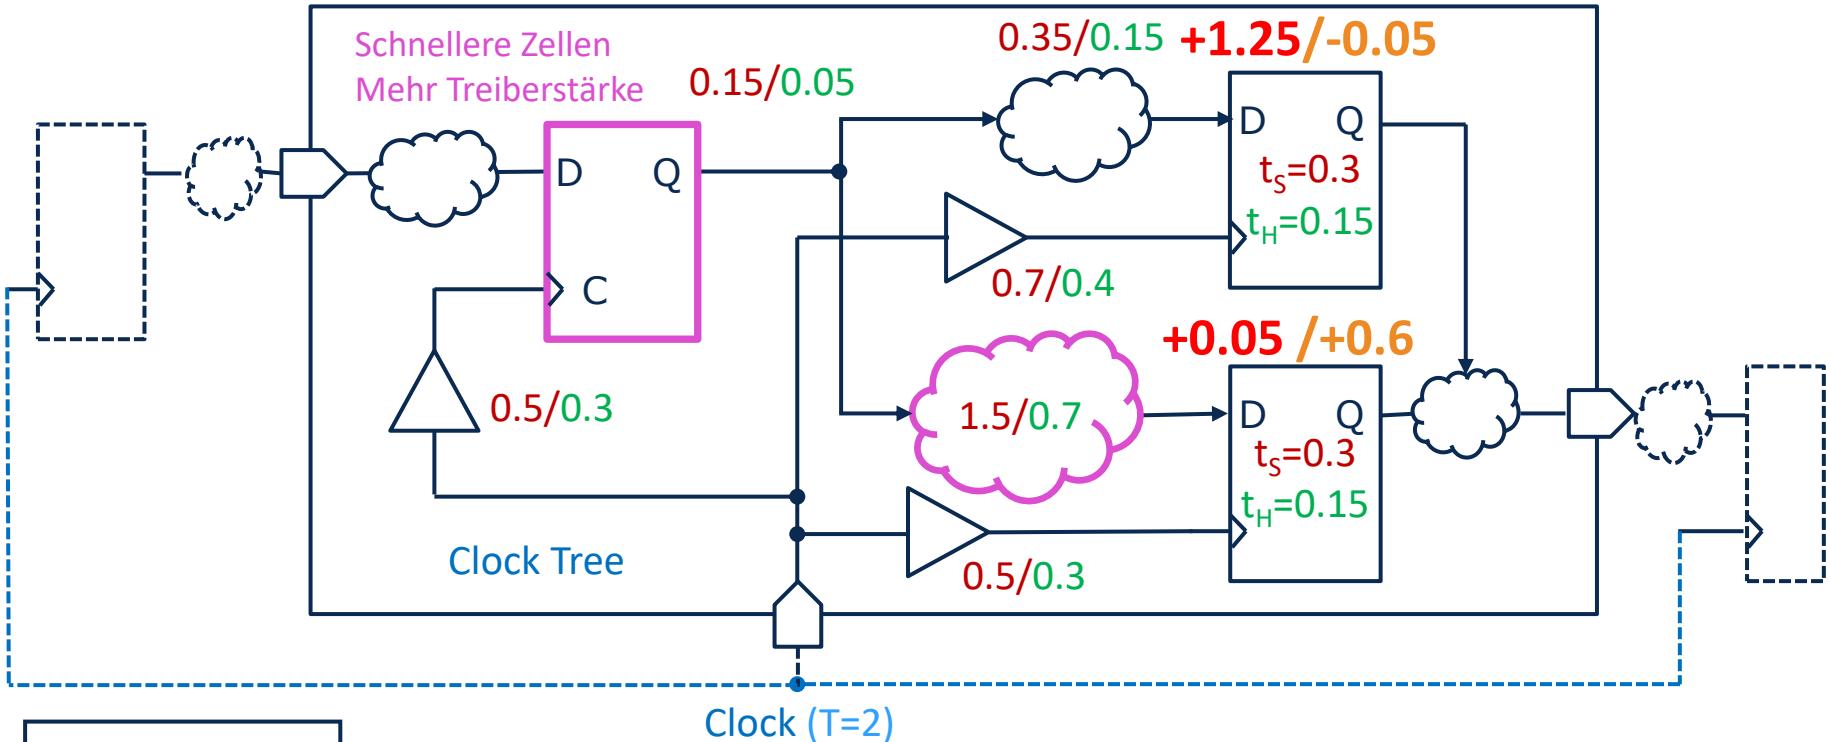 Schnellere Zellen
Mehr Treiberstärke
0.15/0.05
0.35/0.15
+1.25/-0.05
D Q
C
0.5/0.3
D Q
tS=0.3
tH=0.15
0.7/0.4
+0.05 /+0.6
1.5/0.7
D Q
tS=0.3
tH=0.15
0.5/0.3
Clock Tree
Clock (T=2)